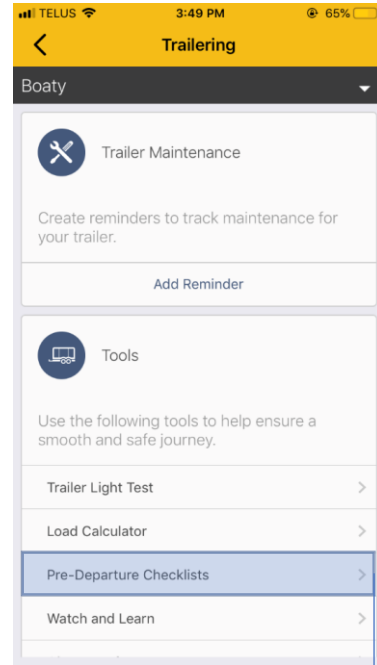 TELUS 3:49 PM 65%
Trailering
Boaty
Trailer Maintenance
Create reminders to track maintenance for
your trailer.
Add Reminder
Tools
Use the following tools to help ensure a
smooth and safe journey.
Trailer Light Test
Load Calculator
Pre-Departure Checklists
Watch and Learn